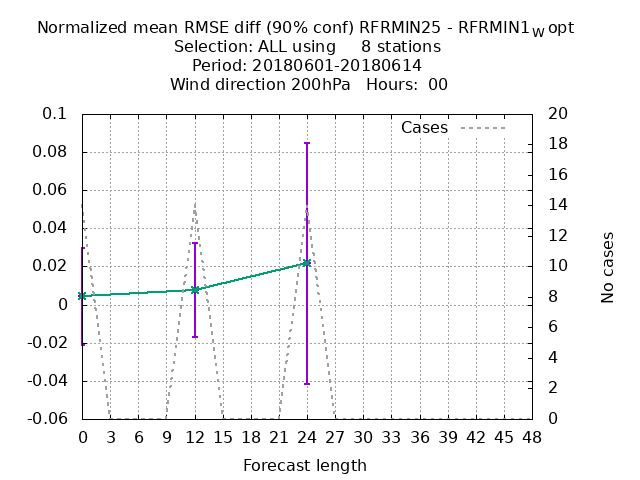 Normalized mean RMSE diff (90% conf) RFRMIN25 - RFRMIN1wopt
Selection: ALL using     8 stations
Period: 20180601-20180614
Wind direction 200hPa   Hours:  00
0.1
0.08
0.06
0.04
0.02
0
-0.02
-0.04
-0.06
Cases
20
18
16
14
12
10
8
6
4
2
0
No cases
0 3 6 9 12 15 18 21 24 27 30 33 36 39 42 45 48
Forecast length